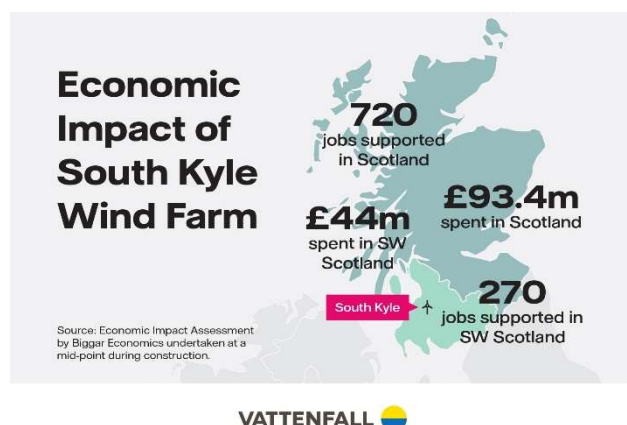 Economic
Impact of
South Kyle
Wind Farm
720
jobs supported
in Scotland
£93.4m
spent in Scotland
£44m
spent in SW
Scotland
South Kyle
270
jobs supported in
SW Scotland
Source: Economic Impact Assessment
by Biggar Economics undertaken at a
mid-point during construction.
VATTENFALL